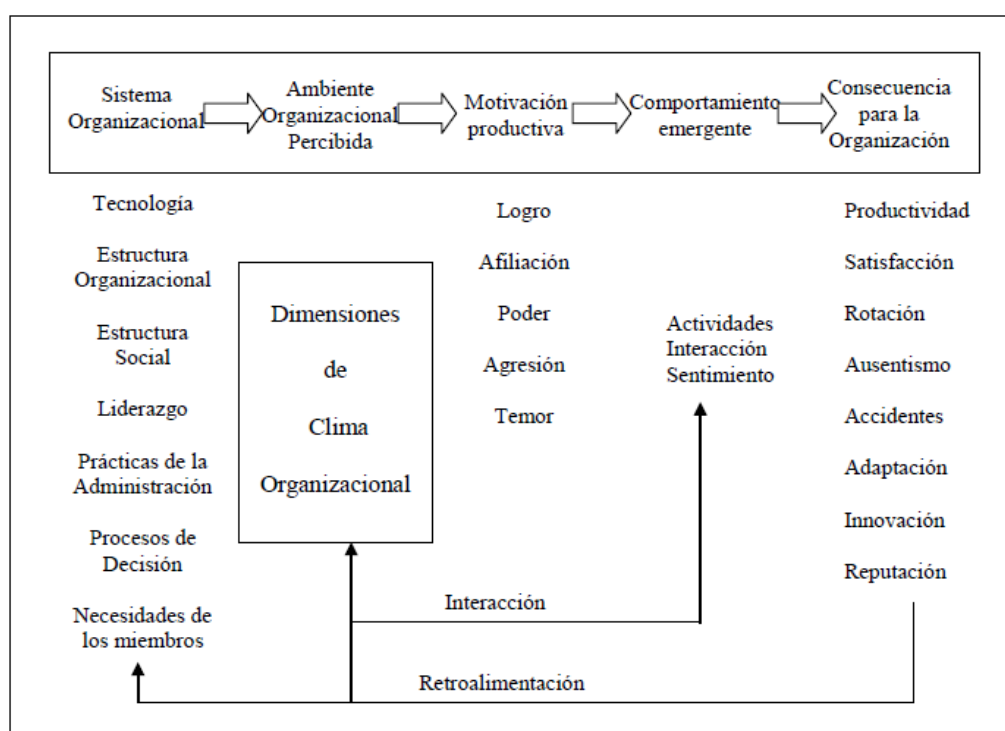 Sistema
Organizacional
Ambiente
Organizacional
Percibida
Motivación
productiva
Comportamiento
emergente
Consecuencia
para la
Organización
Tecnología
Estructura
Organizacional
Estructura
Social
Liderazgo
Prácticas de la
Administración
Procesos de
Decisión
Necesidades de
los miembros
Dimensiones
de
Clima
Organizacional
Logro
Afiliación
Poder
Agresión
Temor
Actividades
Interacción
Sentimiento
Productividad
Satisfacción
Rotación
Ausentismo
Accidentes
Adaptación
Innovación
Reputación
Interacción
Retroalimentación